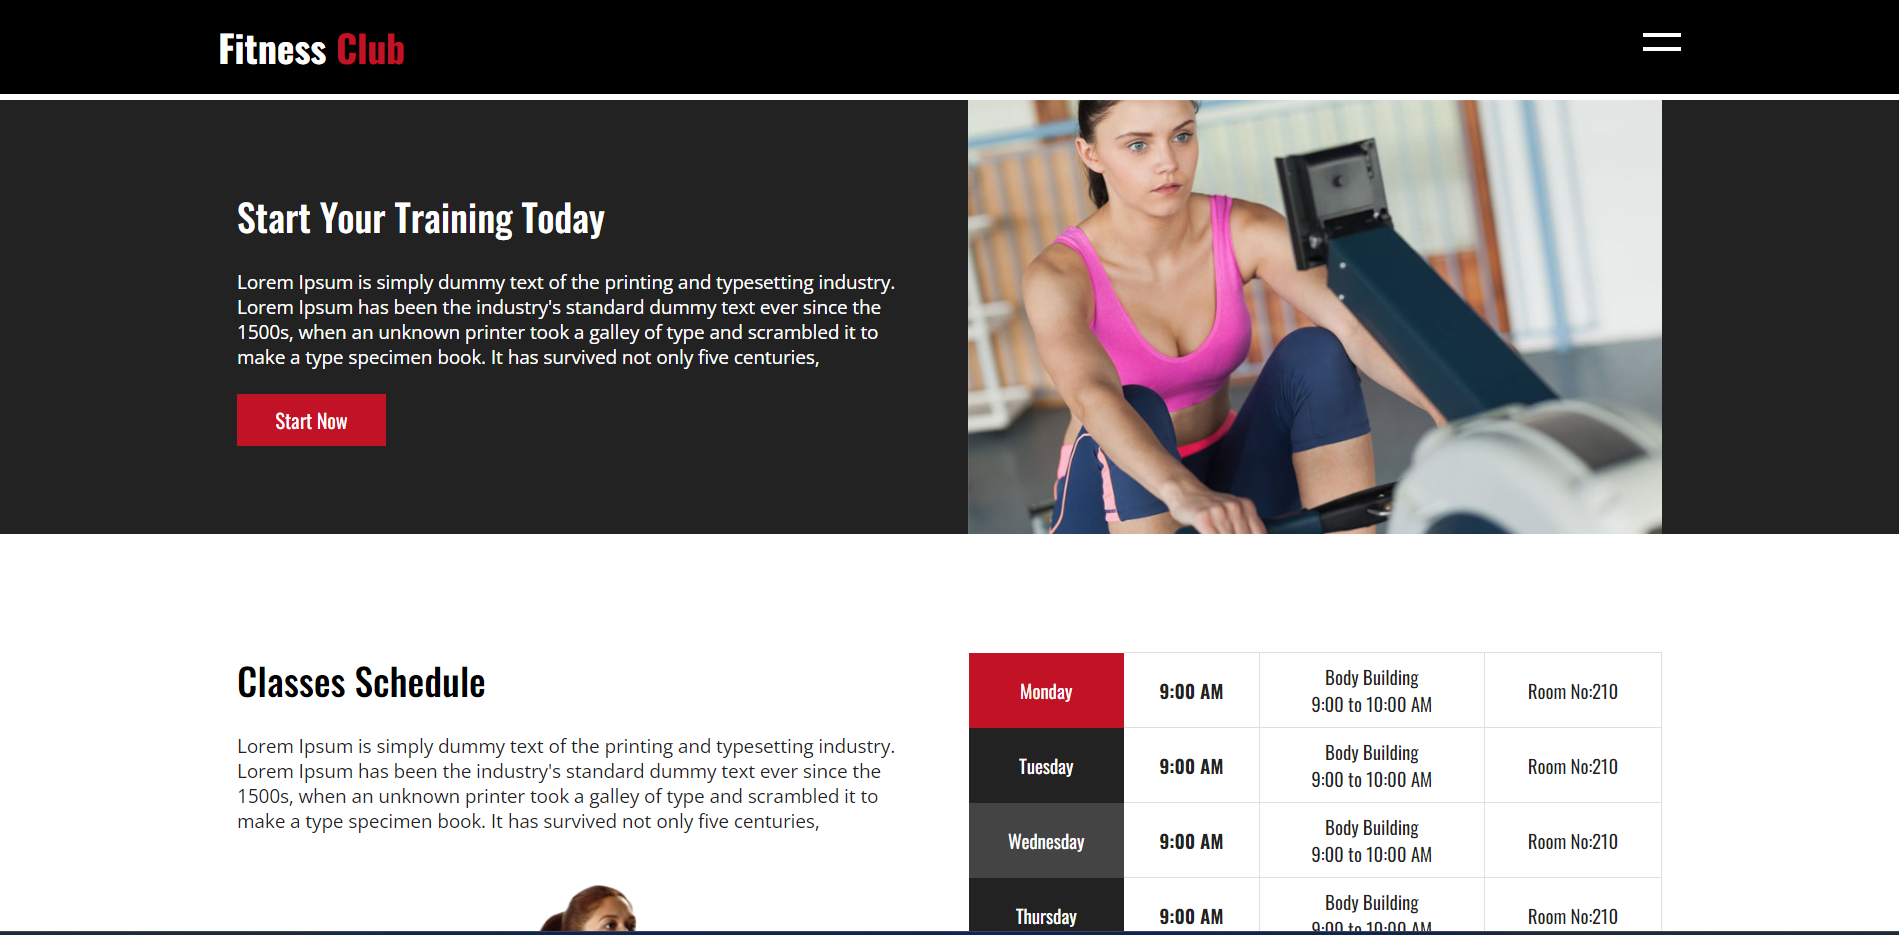 Fitness Club
Start Your Training Today
Lorem Ipsum is simply dummy text of the printing and typesetting industry.
Lorem Ipsum has been the industry's standard dummy text ever since the
1500s, when an unknown printer took a galley of type and scrambled it to
make a type specimen book. It has survived not only five centuries,
Start Now
Classes Schedule
Lorem Ipsum is simply dummy text of the printing and typesetting industry.
Lorem Ipsum has been the industry's standard dummy text ever since the
1500s, when an unknown printer took a galley of type and scrambled it to
make a type specimen book. It has survived not only five centuries,
Monday
9:00 AM
Body Building
9:00 to 10:00 AM
Room No:210
Tuesday
9:00 AM
Body Building
9:00 to 10:00 AM
Room No:210
Wednesday
9:00 AM
Body Building
9:00 to 10:00 AM
Room No:210
Thursday
9:00 AM
Body Building
9:00 to 10:00 AM
Room No:210